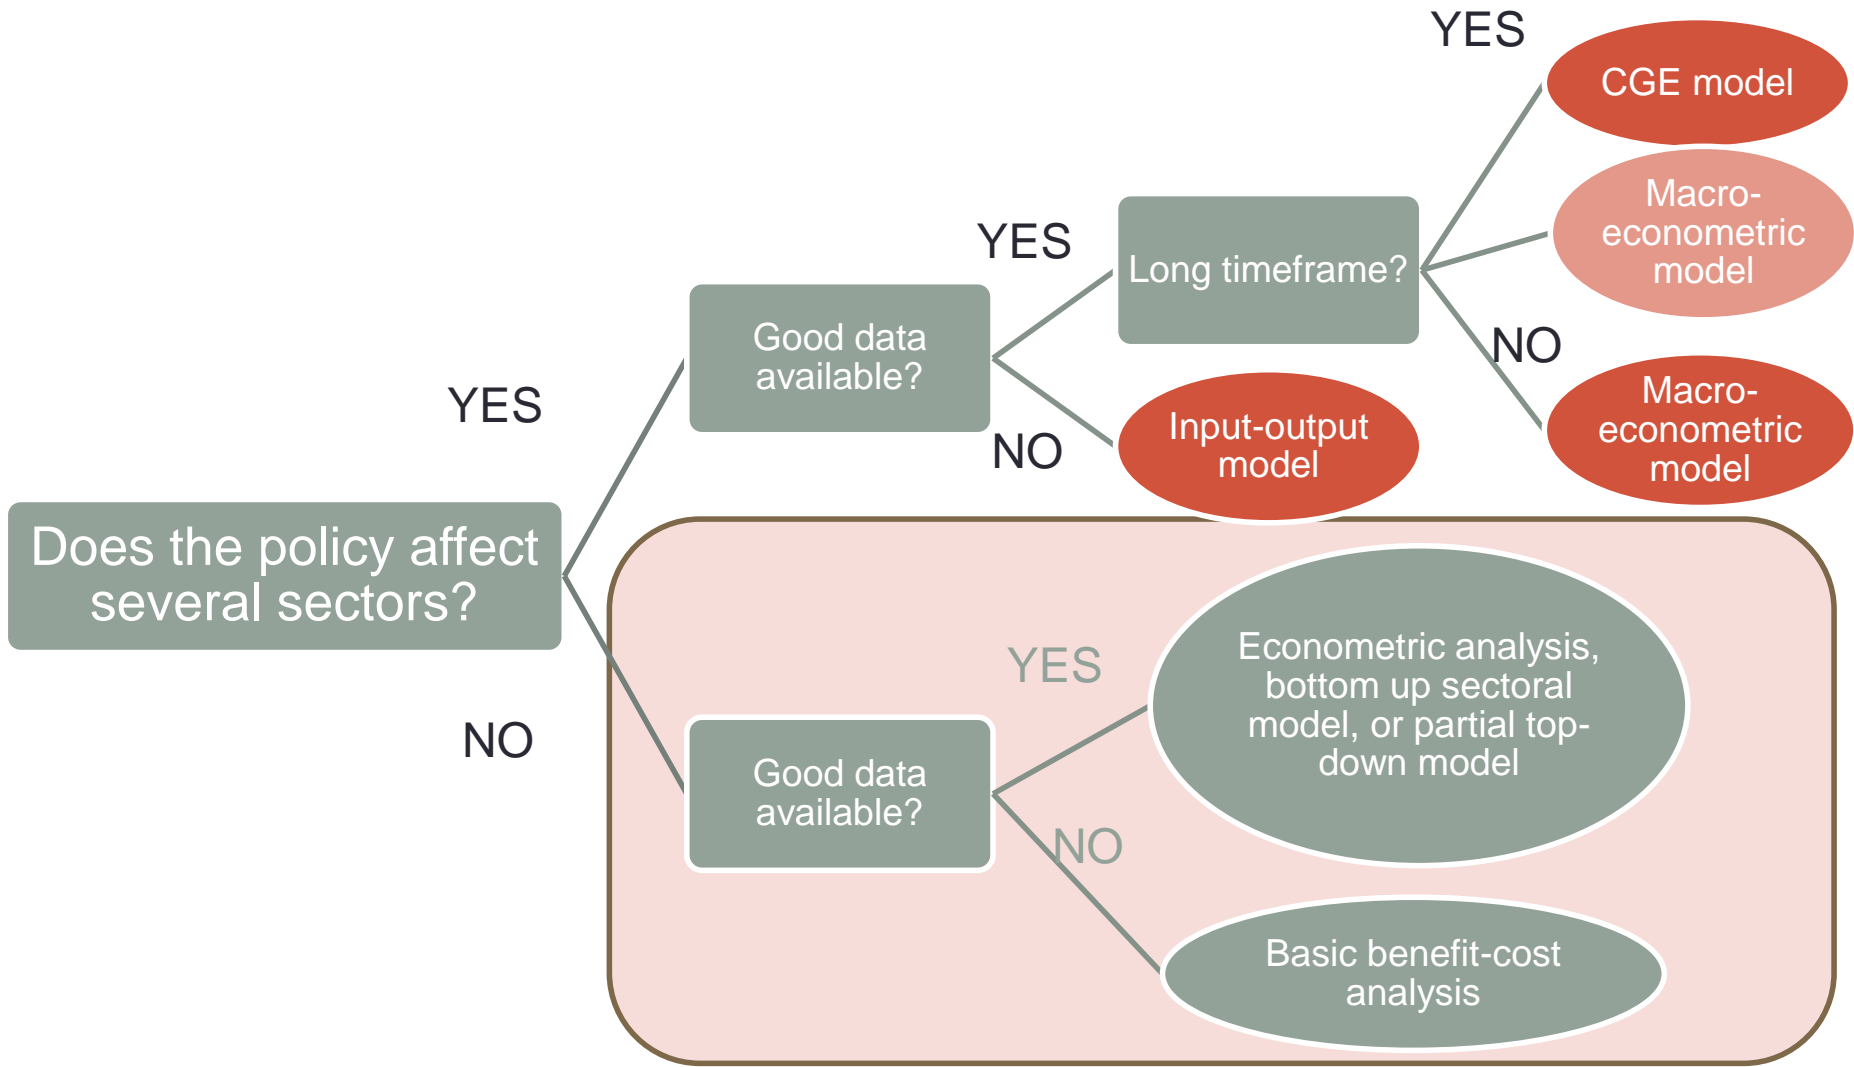 YES
CGE model
Macro-
econometric
model
YES
Long timeframe?
NO
Good data
available?
Macro-
econometric
model
YES
NO
Input-output
model
Does the policy affect
several sectors?
YES
Econometric analysis,
bottom up sectoral
model, or partial top-
down model
NO
Good data
available?
NO
Basic benefit-cost
analysis